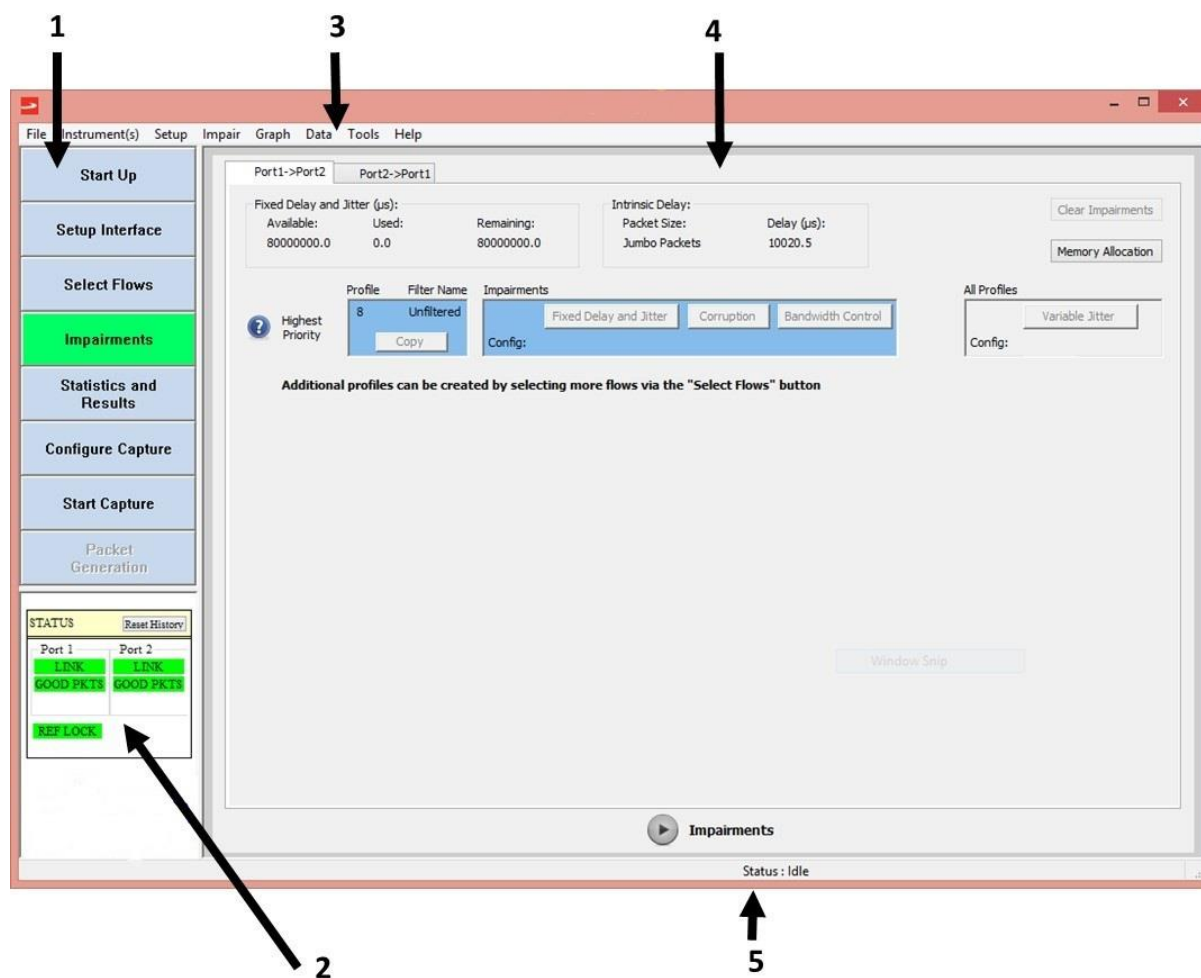 1
3
4
File Instrument(s) Setup Impair Graph Data Tools Help
Start Up
Setup Interface
Select Flows
Impairments
Statistics and
Results
Configure Capture
Start Capture
Packet
Generation
STATUS Reset History
Port 1 Port 2
LINK LINK
GOOD PKTS GOOD PKTS
REF LOCK
Port1->Port2 Port2->Port1
Fixed Delay and Jitter (µs):
Available: Used: Remaining:
80000000.0 0.0 80000000.0
Intrinsic Delay:
Packet Size: Delay (µs):
Jumbo Packets 10020.5
Clear Impairments
Memory Allocation
Highest
Priority
Profile Filter Name
8 Unfiltered
Copy
Impairments
Fixed Delay and Jitter Corruption Bandwidth Control
Config:
All Profiles
Variable Jitter
Config:
Additional profiles can be created by selecting more flows via the "Select Flows" button
Window Snip
Impairments
Status : Idle
2
5